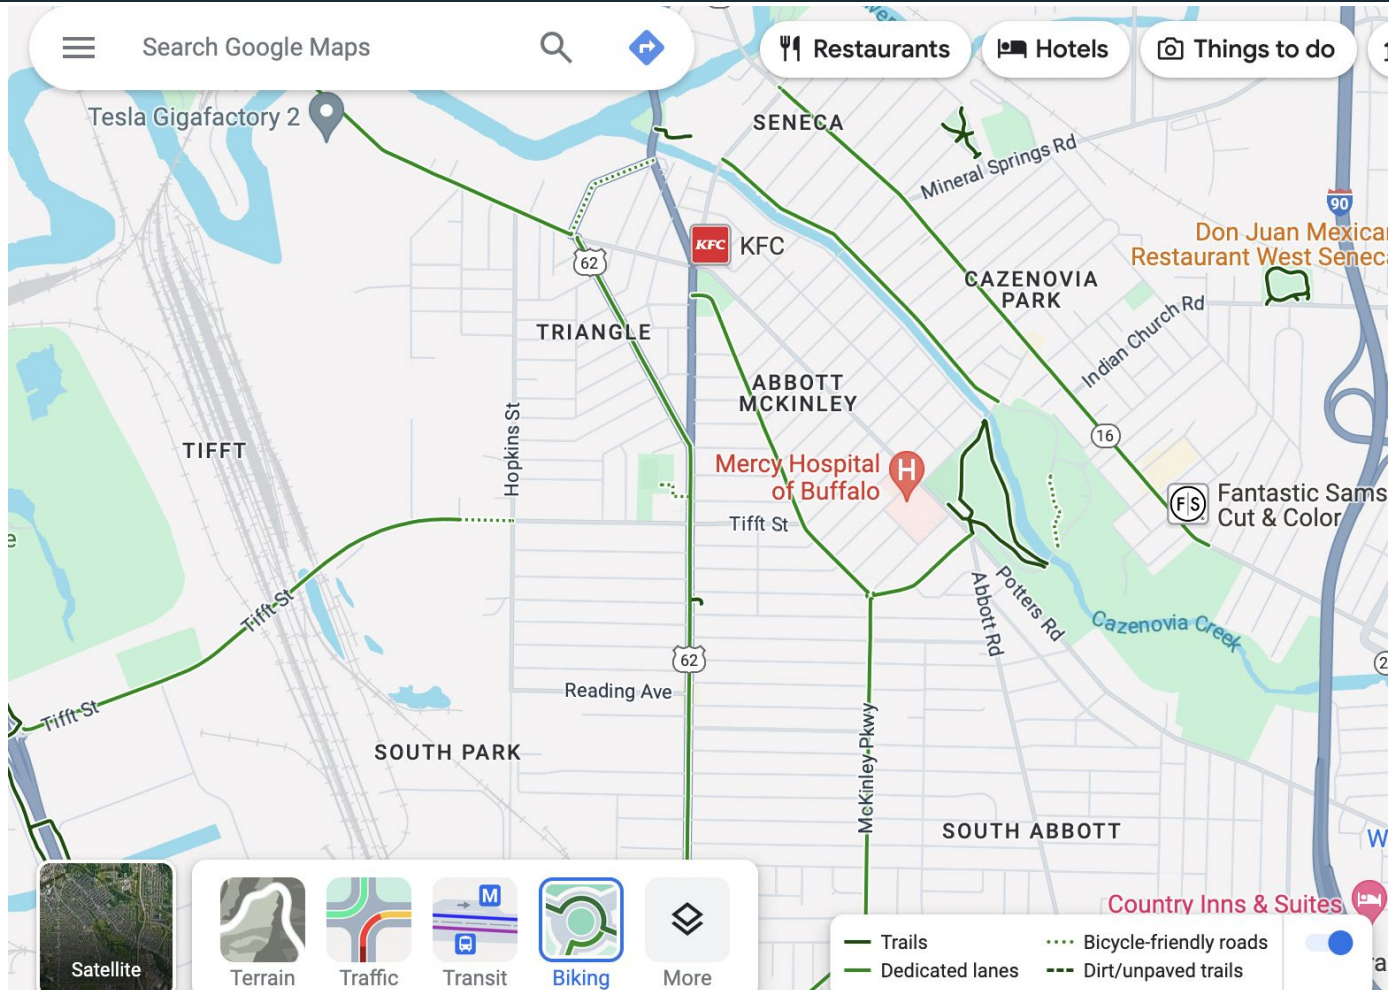 Search Google Maps
Restaurants
Hotels
Things to do
Tesla Gigafactory 2
SENECA
Mineral Springs Rd
90
KFC
KFC
62
Don Juan Mexican
Restaurant West Seneca
CAZENOVIA
PARK
Indian Church Rd
TRIANGLE
ABBOTT
MCKINLEY
Hopkins St
16
TIFFT
Mercy Hospital
of Buffalo
H
F S
Fantastic Sams
Cut & Color
Tifft St
Tifft St
Abbott Rd
Potters Rd
Cazenovia Creek
62
2
Reading Ave
Tifft St
McKinley Pkwy
SOUTH PARK
SOUTH ABBOTT
W
Country Inns & Suites
Satellite
Terrain
Traffic
M
Transit
Biking
More
Trails
Bicycle-friendly roads
Dedicated lanes
Dirt/unpaved trails